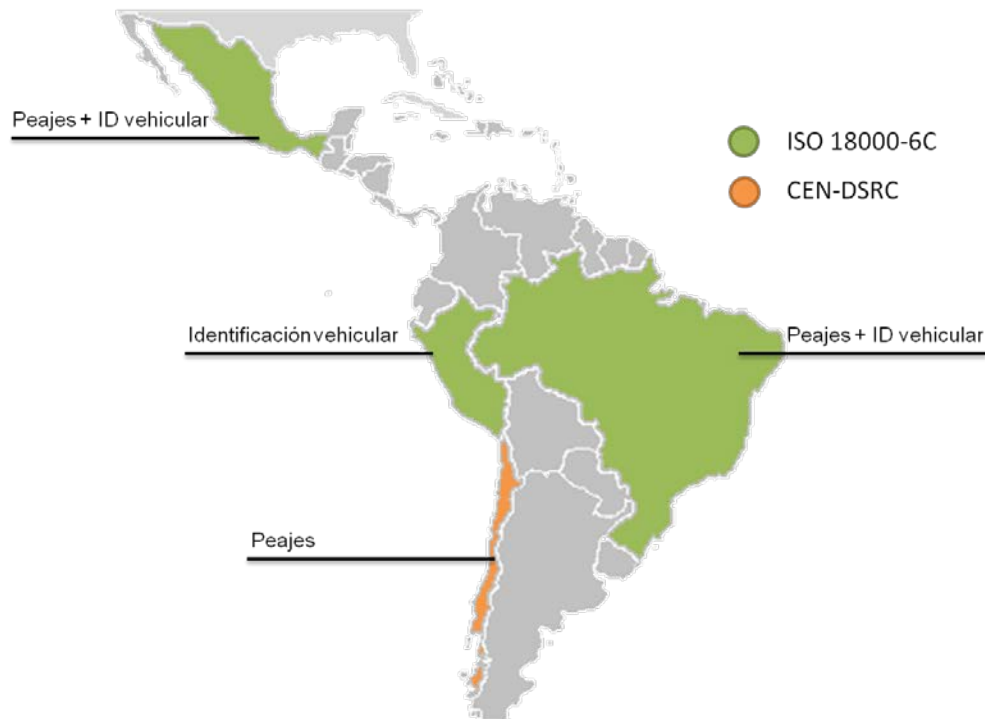 Peajes + ID vehicular
ISO 18000-6C
CEN-DSRC
Identificación vehicular
Peajes + ID vehicular
Peajes